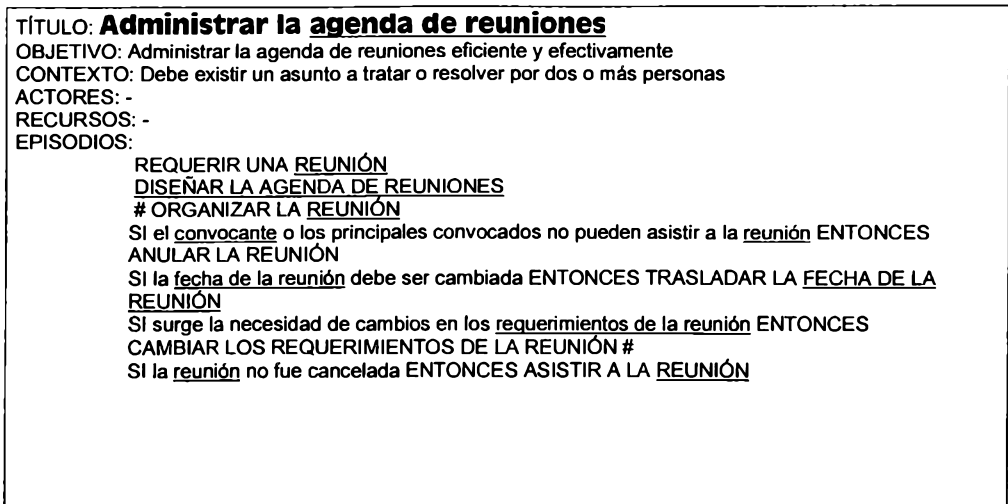 TÍTULO: Administrar la agenda de reuniones
OBJETIVO: Administrar la agenda de reuniones eficiente y efectivamente
CONTEXTO: Debe existir un asunto a tratar o resolver por dos o más personas
ACTORES: -
RECURSOS: -
EPISODIOS:
REQUERIR UNA REUNIÓN
DISEÑAR LA AGENDA DE REUNIONES
# ORGANIZAR LA REUNIÓN
SI el convocante o los principales convocados no pueden asistir a la reunión ENTONCES
ANULAR LA REUNIÓN
SI la fecha de la reunión debe ser cambiada ENTONCES TRASLADAR LA FECHA DE LA
REUNIÓN
SI surge la necesidad de cambios en los requerimientos de la reunión ENTONCES
CAMBIAR LOS REQUERIMIENTOS DE LA REUNIÓN #
SI la reunión no fue cancelada ENTONCES ASISTIR A LA REUNIÓN